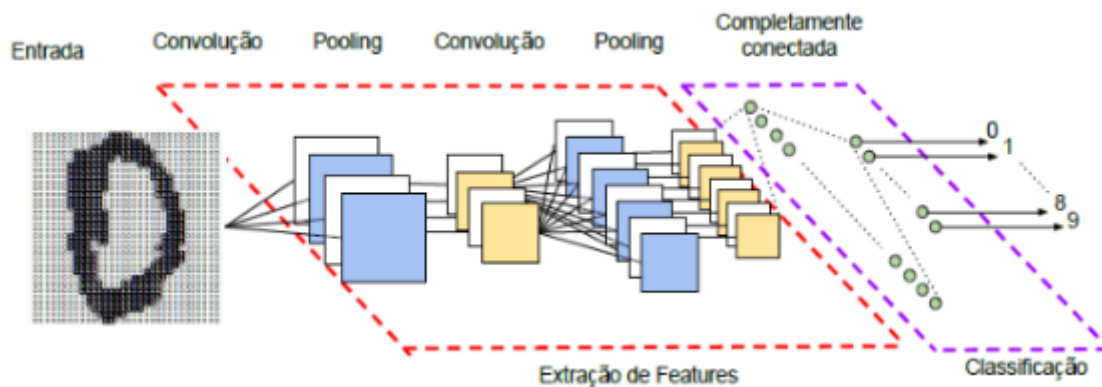 Entrada
Convolução
Pooling
Convolução
Pooling
Completamente
conectada
0
1
8
9
Extração de Features
Classificação